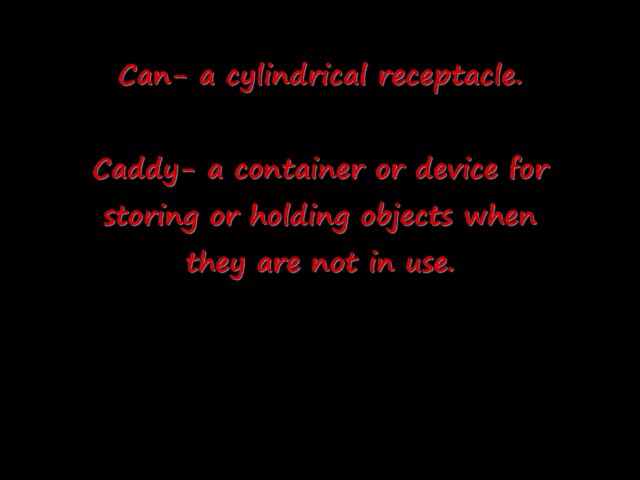 Can- a cylindrical receptacle.
Caddy- a container or device for
storing or holding objects when
they are not in use.